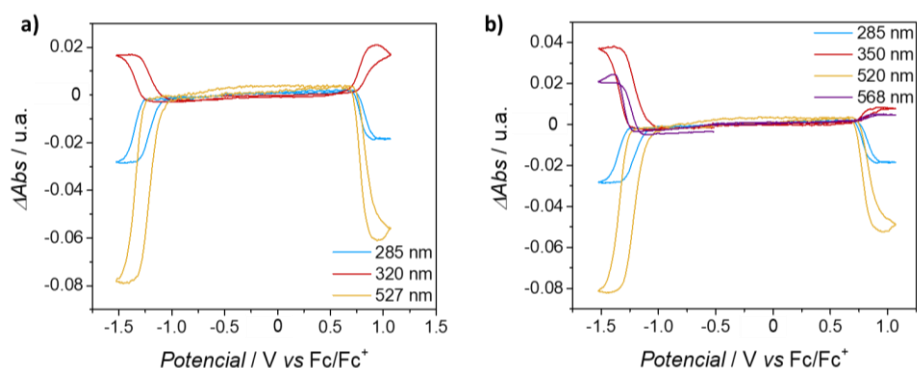 a)
ΔAbs / u.a.
0.02
0
-0.02
-0.04
-0.06
-0.08
285 nm
320 nm
527 nm
-1.5
-1.0
-0.5
0
0.5
1.0
1.5
Potencial / V vs Fc/Fc⁺
b)
ΔAbs / u.a.
0.04
0.02
0
-0.02
-0.04
-0.06
-0.08
285 nm
350 nm
520 nm
568 nm
-1.5
-1.0
-0.5
0
0.5
1.0
Potencial / V vs Fc/Fc⁺